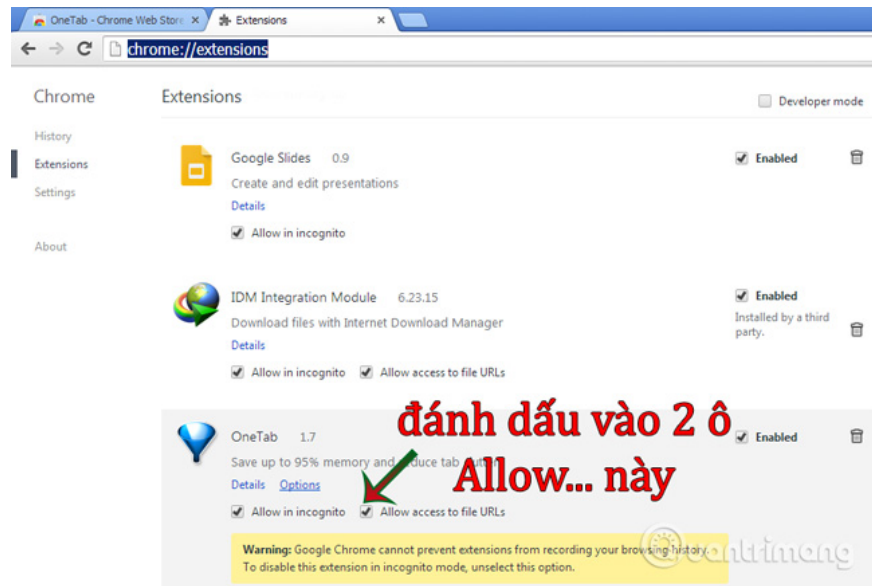 OneTab - Chrome Web Store
Extensions
chrome://extensions
Chrome
Extensions
Developer mode
History
Extensions
Settings
About
Google Slides 0.9
Enabled
Create and edit presentations
Details
Allow in incognito
IDM Integration Module 6.23.15
Enabled
Download files with Internet Download Manager
Installed by a third
party.
Details
Allow in incognito Allow access to file URLs
đánh dấu vào 2 ô
Allow... này
OneTab 1.7
Enabled
Save up to 95% memory and reduce tab clutter
Details Options
Allow in incognito Allow access to file URLs
Warning: Google Chrome cannot prevent extensions from recording your browsing history.
To disable this extension in incognito mode, unselect this option.
Quantrimang